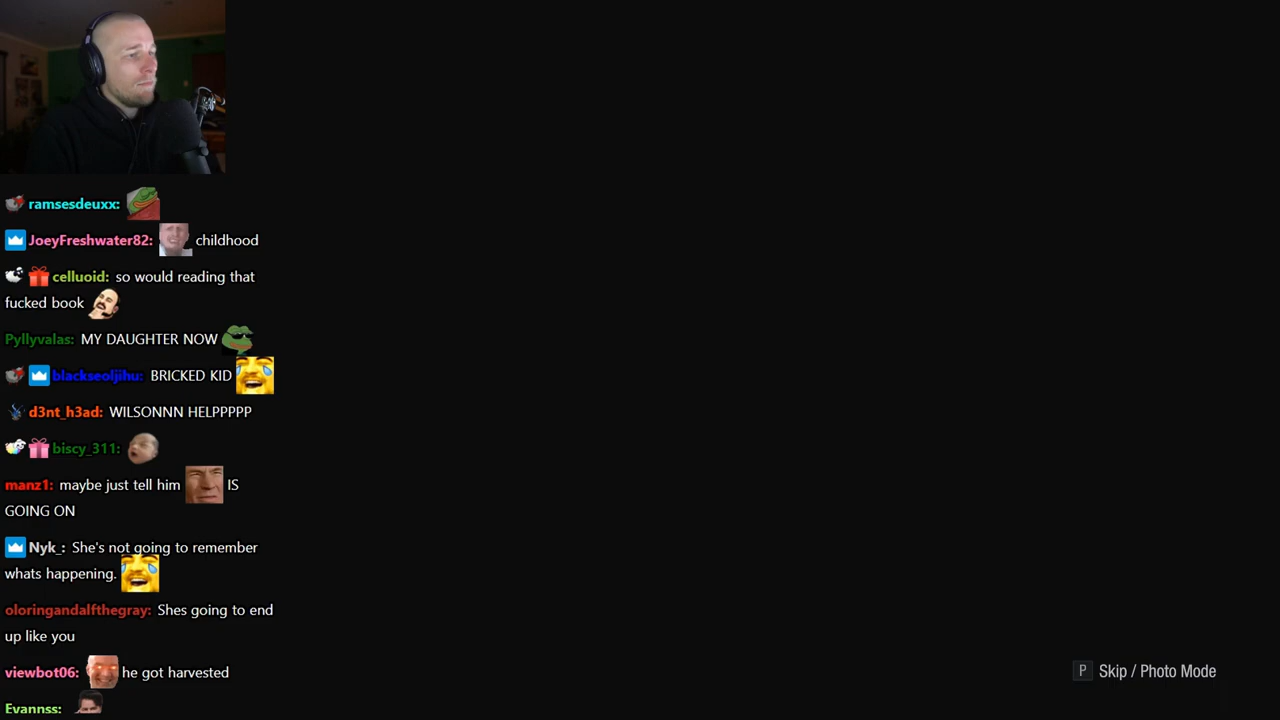 ramsesdeuxx:
JoeyFreshwater82: childhood
celluoid: so would reading that
fucked book
Pyllyvalas: MY DAUGHTER NOW
blackseoljihu: BRICKED KID
d3nt_h3ad: WILSONNN HELPPPPP
biscy_311:
manz1: maybe just tell him IS
GOING ON
Nyk_: She's not going to remember
whats happening.
oloringandalfthegray: Shes going to end
up like you
viewbot06: he got harvested
P Skip / Photo Mode
Evannss: